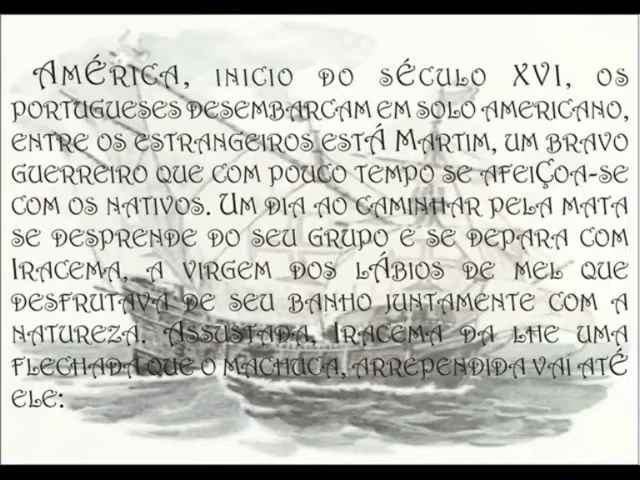 América, inicio do século XVI, os
portugueses desembarcam em solo americano,
entre os estrangeiros está Martim, um bravo
guerreiro que com pouco tempo se afeiçoa-se
com os nativos. Um dia ao caminhar pela mata
se desprende do seu grupo e se depara com
Iracema, a virgem dos lábios de mel que
desfrutava de seu banho juntamente com a
natureza. Assustada, Iracema da lhe uma
flechada que o machuca, arrependida vai até
ele: